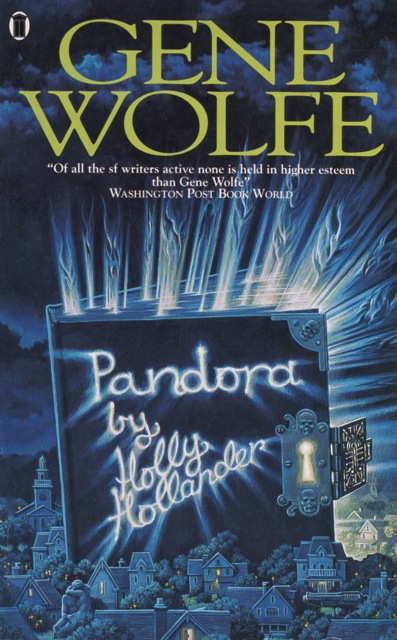 GENE
WOLFE
“Of all the sf writers active none is held in higher esteem
than Gene Wolfe”
WASHINGTON POST BOOK WORLD
Pandora
by
Holly
Hollander